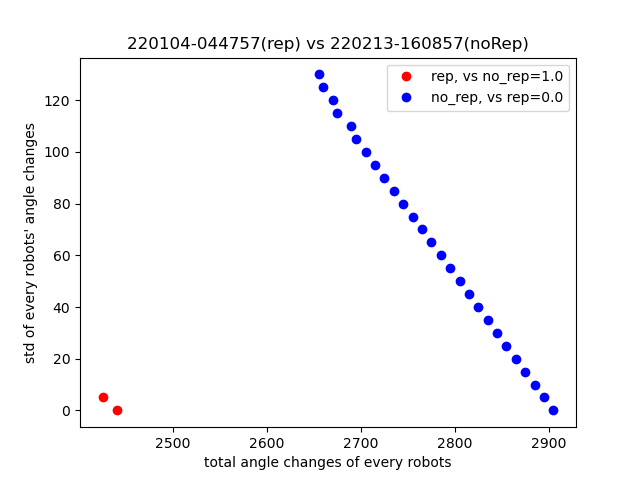 220104-044757(rep) vs 220213-160857(noRep)
rep, vs no_rep=1.0
no_rep, vs rep=0.0
std of every robots' angle changes
120
100
80
60
40
20
0
2500 2600 2700 2800 2900
total angle changes of every robots